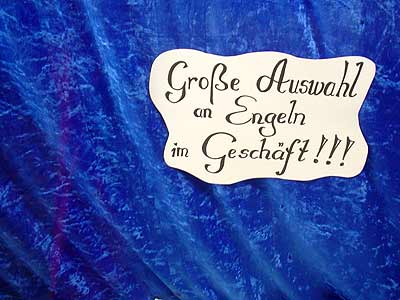 Große Auswahl
an Engeln
im Geschäft!!!